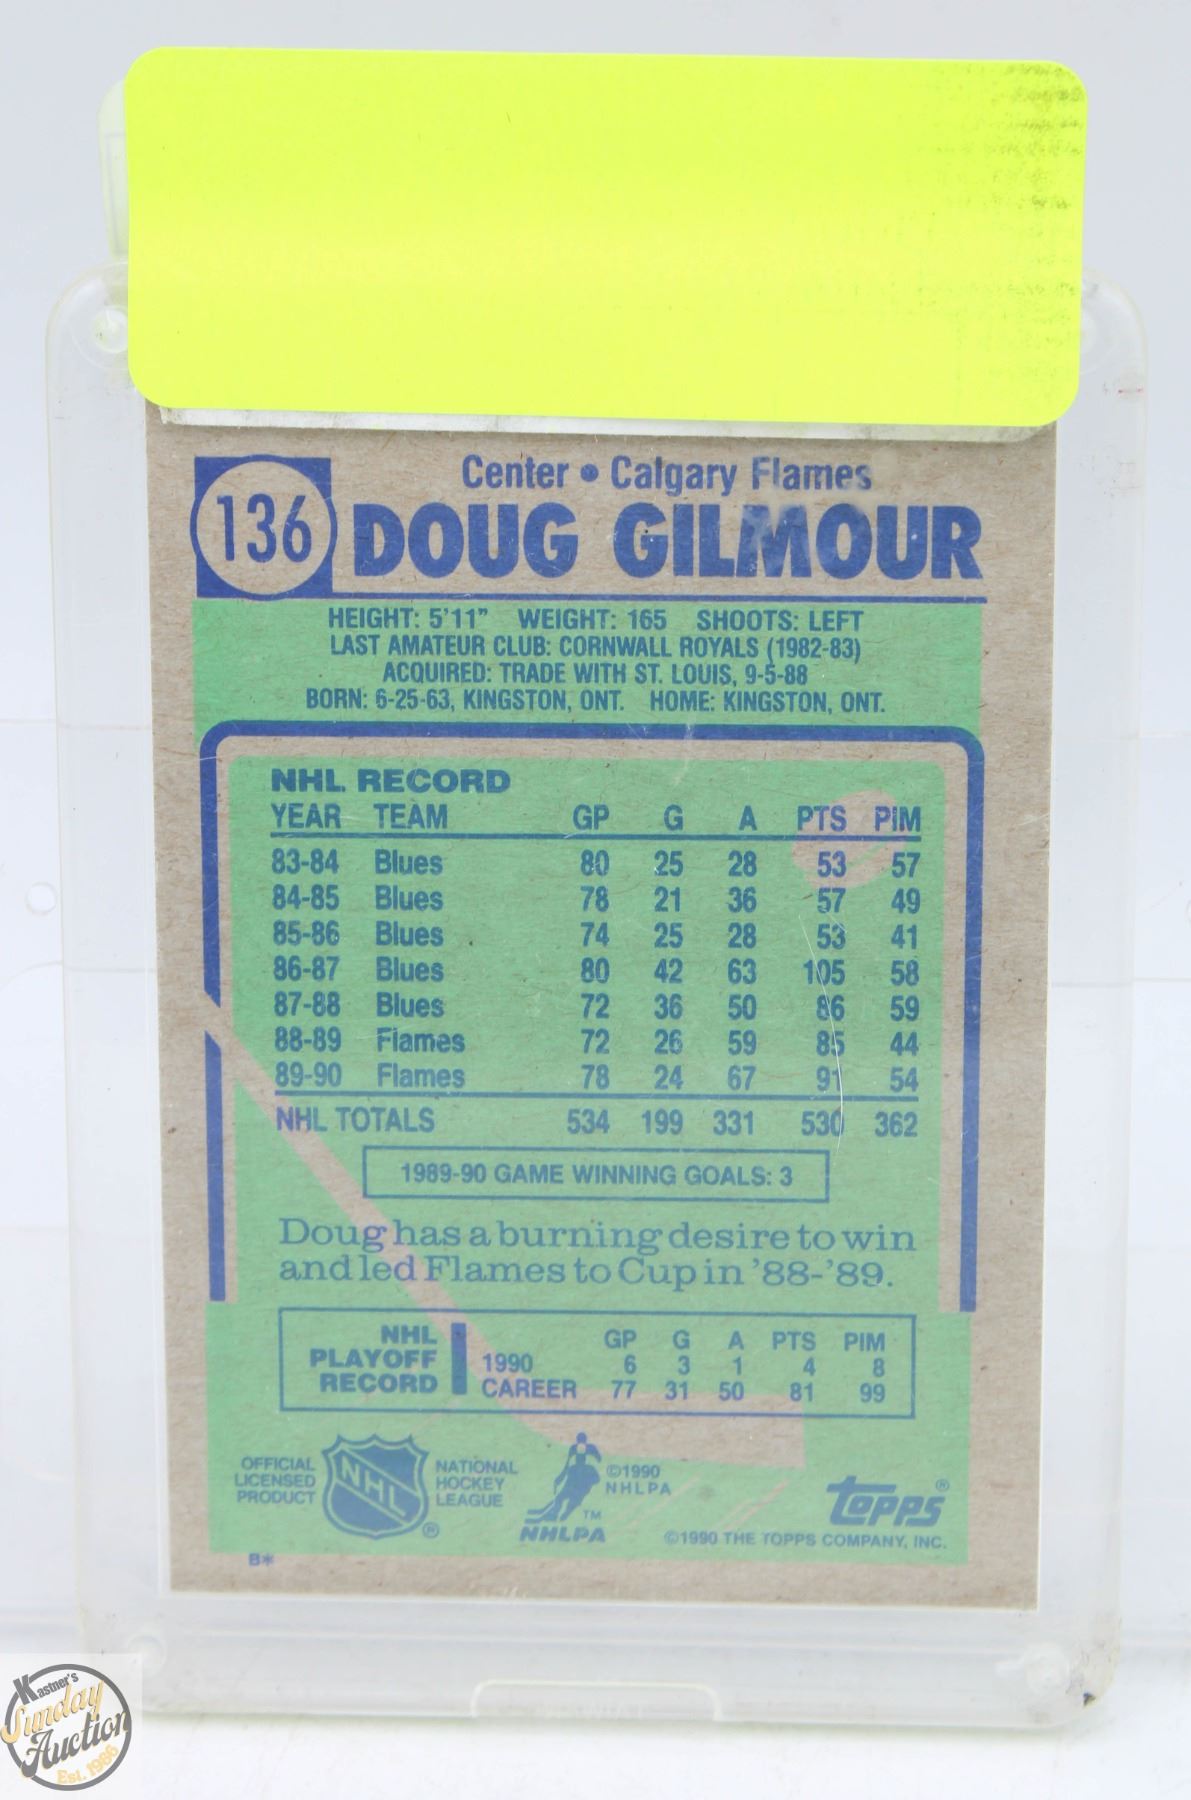 Center • Calgary Flames
136
DOUG GILMOUR
HEIGHT: 5'11" WEIGHT: 165 SHOOTS: LEFT
LAST AMATEUR CLUB: CORNWALL ROYALS (1982-83)
ACQUIRED: TRADE WITH ST. LOUIS, 9-5-88
BORN: 6-25-63, KINGSTON, ONT. HOME: KINGSTON, ONT.
NHL RECORD
YEAR TEAM GP G A PTS PIM
83-84 Blues 80 25 28 53 57
84-85 Blues 78 21 36 57 49
85-86 Blues 74 25 28 53 41
86-87 Blues 80 42 63 105 58
87-88 Blues 72 36 50 86 59
88-89 Flames 72 26 59 85 44
89-90 Flames 78 24 67 91 54
NHL TOTALS 534 199 331 530 362
1989-90 GAME WINNING GOALS: 3
Doug has a burning desire to win
and led Flames to Cup in '88-'89.
NHL PLAYOFF RECORD
GP G A PTS PIM
1990 6 3 1 4 8
CAREER 77 31 50 81 99
OFFICIAL
LICENSED
PRODUCT
NHL
®
NATIONAL
HOCKEY
LEAGUE
©1990
NHLPA
TM
NHLPA
Topps®
©1990 THE TOPPS COMPANY, INC.
B*
Kastner's
Sunday
Auction
Est. 1986